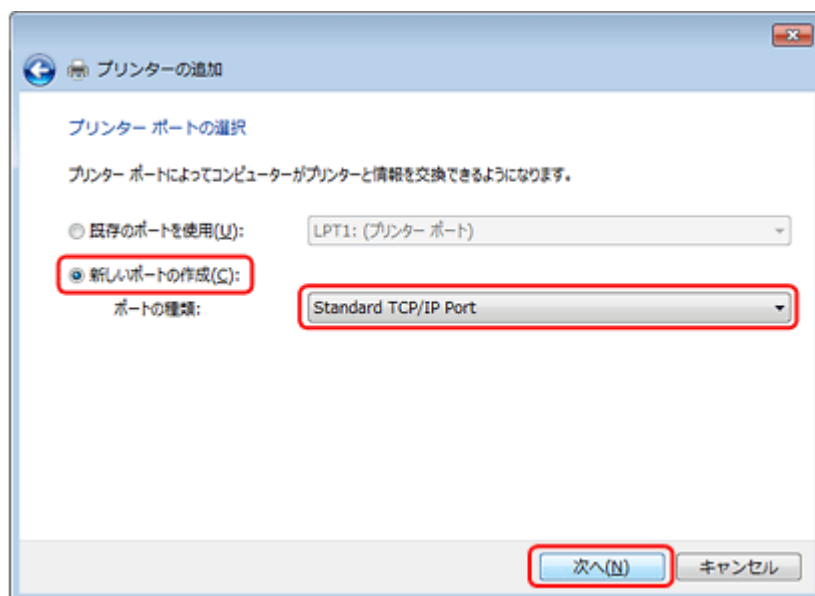 プリンターの追加
プリンター ポートの選択
プリンター ポートによってコンピューターがプリンターと情報を交換できるようになります。
既存のポートを使用(U): LPT1: (プリンター ポート)
新しいポートの作成(C):
ポートの種類: Standard TCP/IP Port
次へ(N) キャンセル